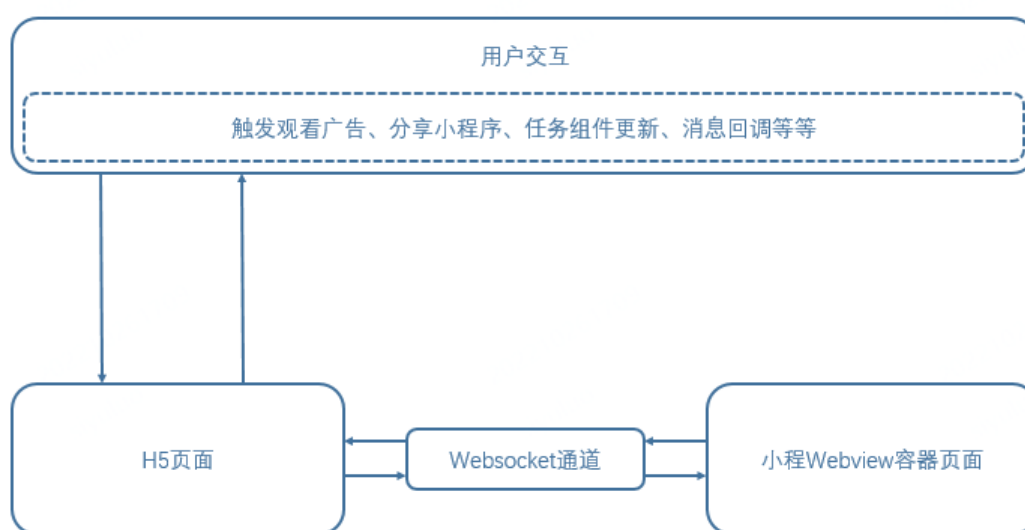 用户交互
触发观看广告、分享小程序、任务组件更新、消息回调等等
H5页面
Websocket通道
小程Webview容器页面